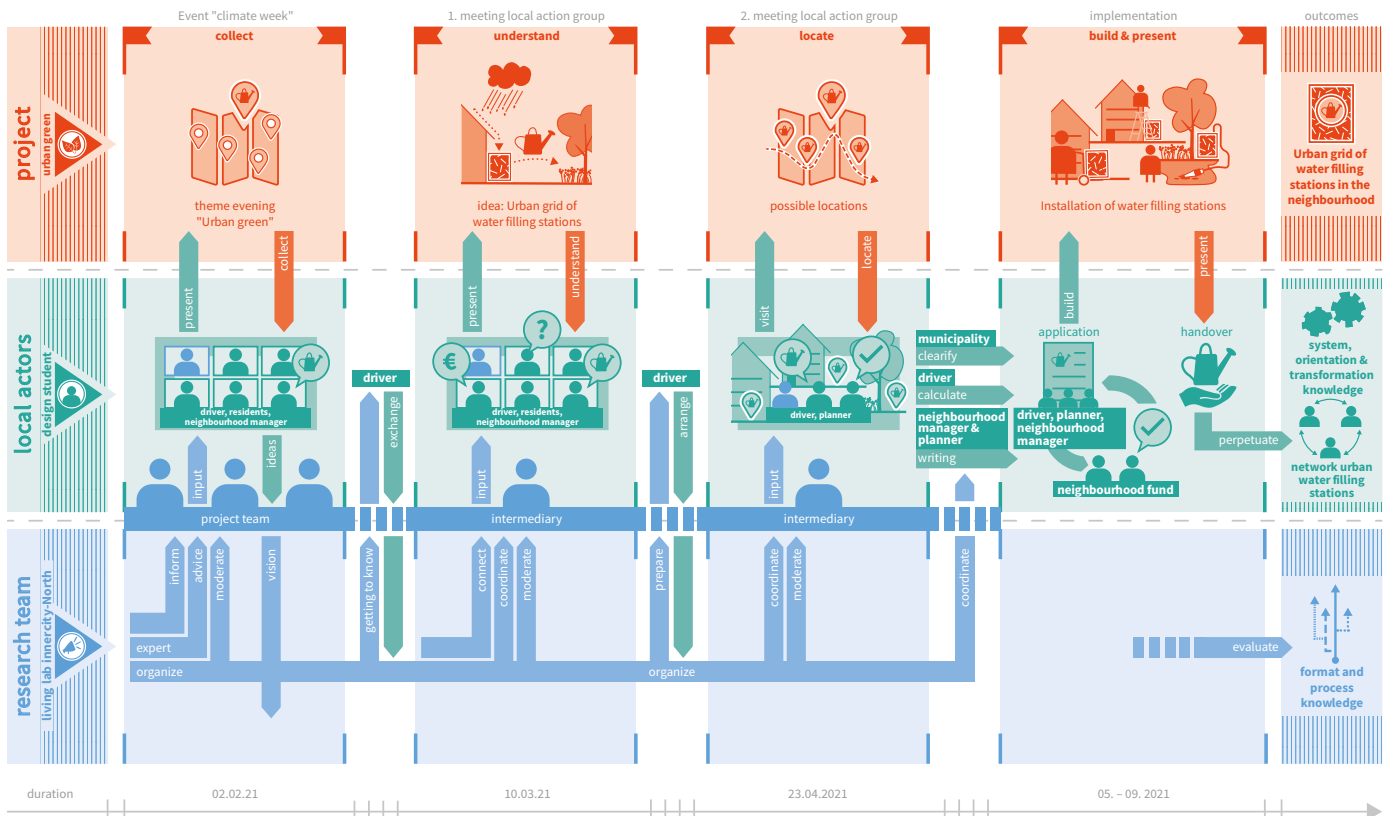 Event "climate week"
1. meeting local action group
2. meeting local action group
implementation
outcomes
collect
understand
locate
build & present
project
urban green
theme evening
"Urban green"
idea: Urban grid of
water filling stations
possible locations
Installation of water filling stations
Urban grid of
water filling
stations in the
neighbourhood
present
collect
present
understand
visit
locate
build
present
local actors
design student
€
?
driver, residents,
neighbourhood manager
driver
driver, residents,
neighbourhood manager
driver
driver, planner
municipality
clearify
driver
calculate
neighbourhood
manager &
planner
writing
application
driver, planner,
neighbourhood
manager
neighbourhood fund
handover
perpetuate
system,
orientation &
transformation
knowledge
network urban
water filling
stations
input
ideas
exchange
input
arrange
input
project team
intermediary
intermediary
research team
living lab innercity-North
inform
advice
moderate
vision
getting to know
connect
coordinate
moderate
prepare
coordinate
moderate
coordinate
expert
organize
organize
evaluate
format and
process
knowledge
duration
02.02.21
10.03.21
23.04.2021
05. – 09. 2021